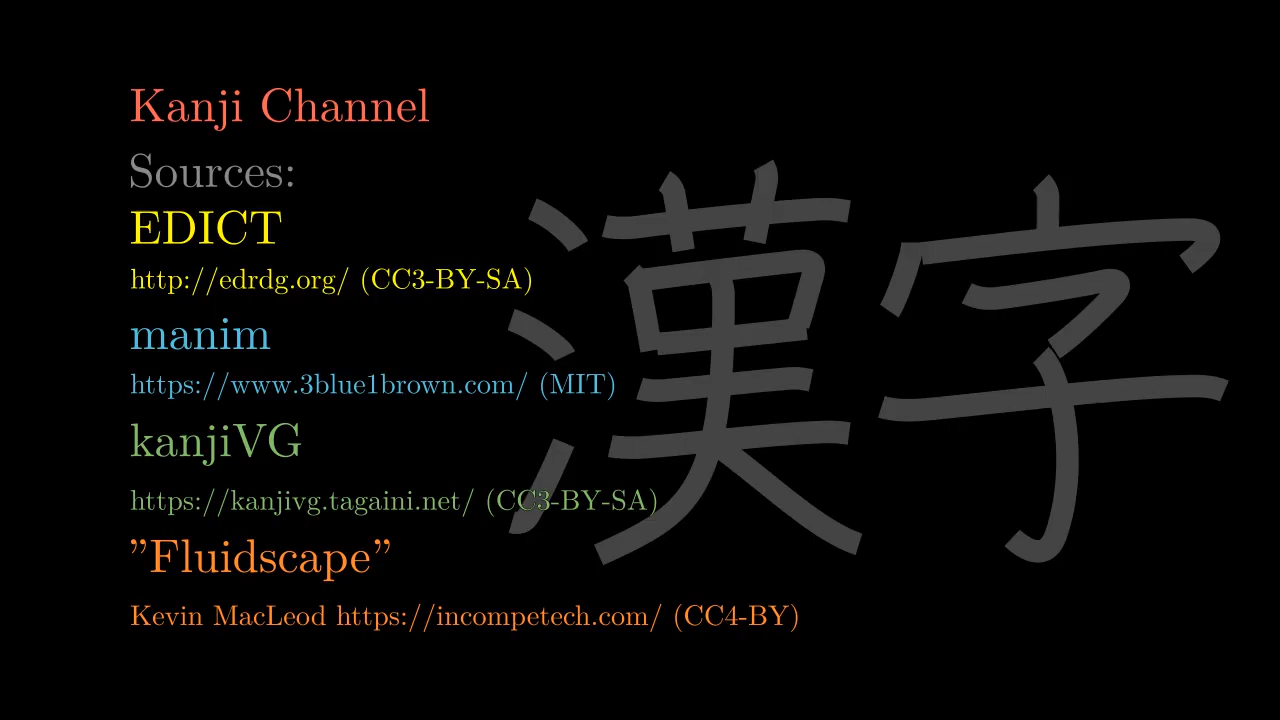 Kanji Channel
Sources:
EDICT
http://edrdg.org/ (CC3-BY-SA)
manim
https://www.3blue1brown.com/ (MIT)
kanjiVG
https://kanjivg.tagaini.net/ (CC3-BY-SA)
”Fluidscape”
Kevin MacLeod https://incompetech.com/ (CC4-BY)
漢字